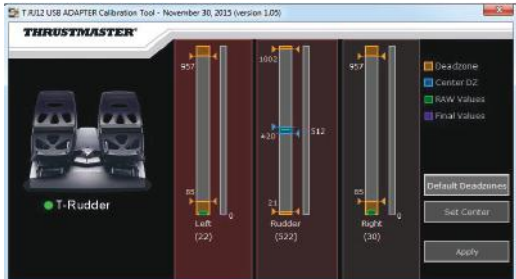 T.RJ12 USB ADAPTER Calibration Tool - November 30, 2015 (version 1.05)
THRUSTMASTER
T-Rudder
957
85
0
Left
(22)
1002
+20
512
21
Rudder
(522)
957
85
0
Right
(30)
Deadzone
Center DZ
RAW Values
Final Values
Default Deadzones
Set Center
Apply